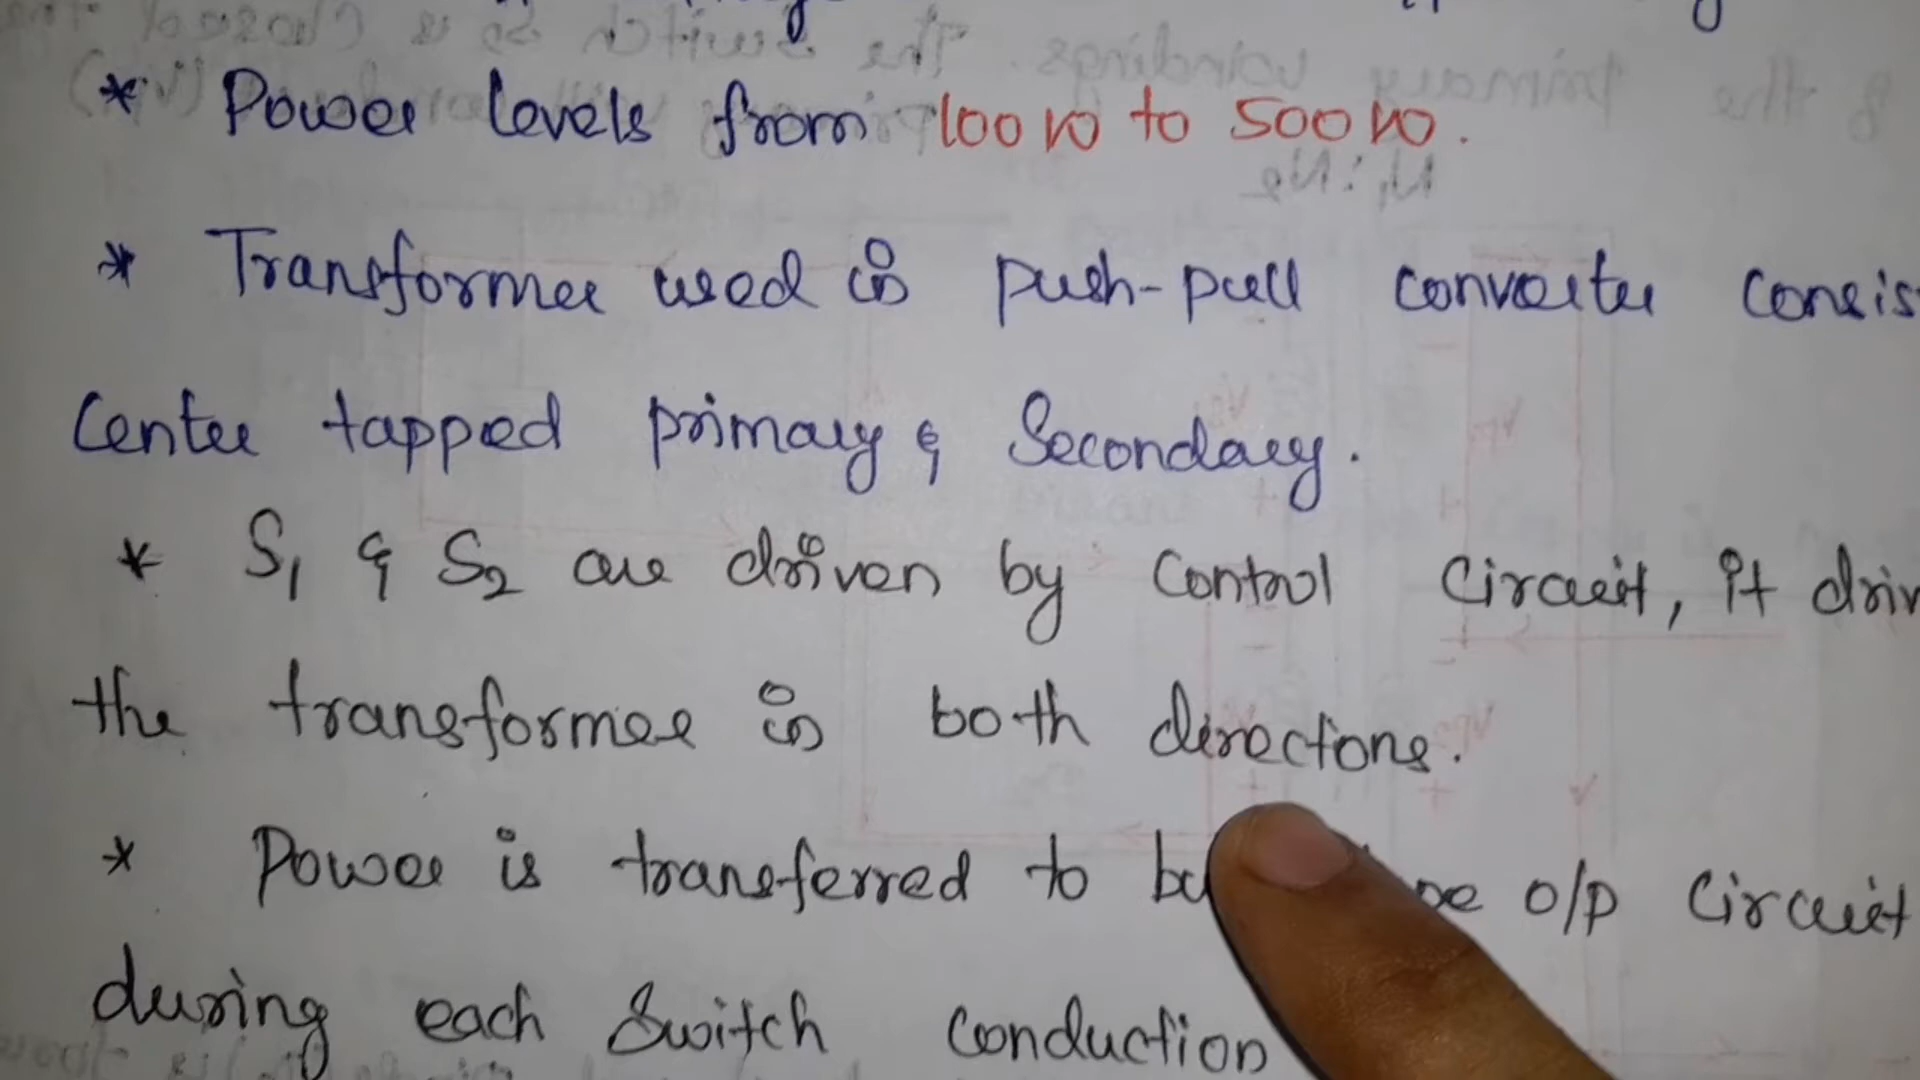 * Power levels from 100 W to 500 W.
* Transformer used in push-pull converter consis
Center tapped primary & Secondary.
* S1 & S2 are driven by Control Circuit, it driv
the transformer in both directions.
* Power is transferred to o/p Circuit
during each Switch Conduction